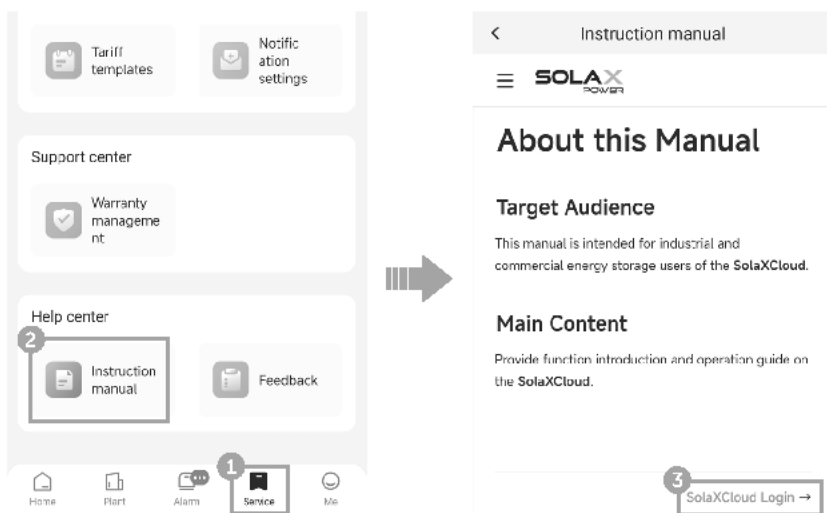 Tariff
templates
Notific
ation
settings
Support center
Warranty
manageme
nt
Help center
2
Instruction
manual
Feedback
1
Home
Plant
Alarm
Service
Me
Instruction manual
SOLAX
POWER
About this Manual
Target Audience
This manual is intended for industrial and
commercial energy storage users of the SolaXCloud.
Main Content
Provide function introduction and operation guide on
the SolaXCloud.
3
SolaXCloud Login →